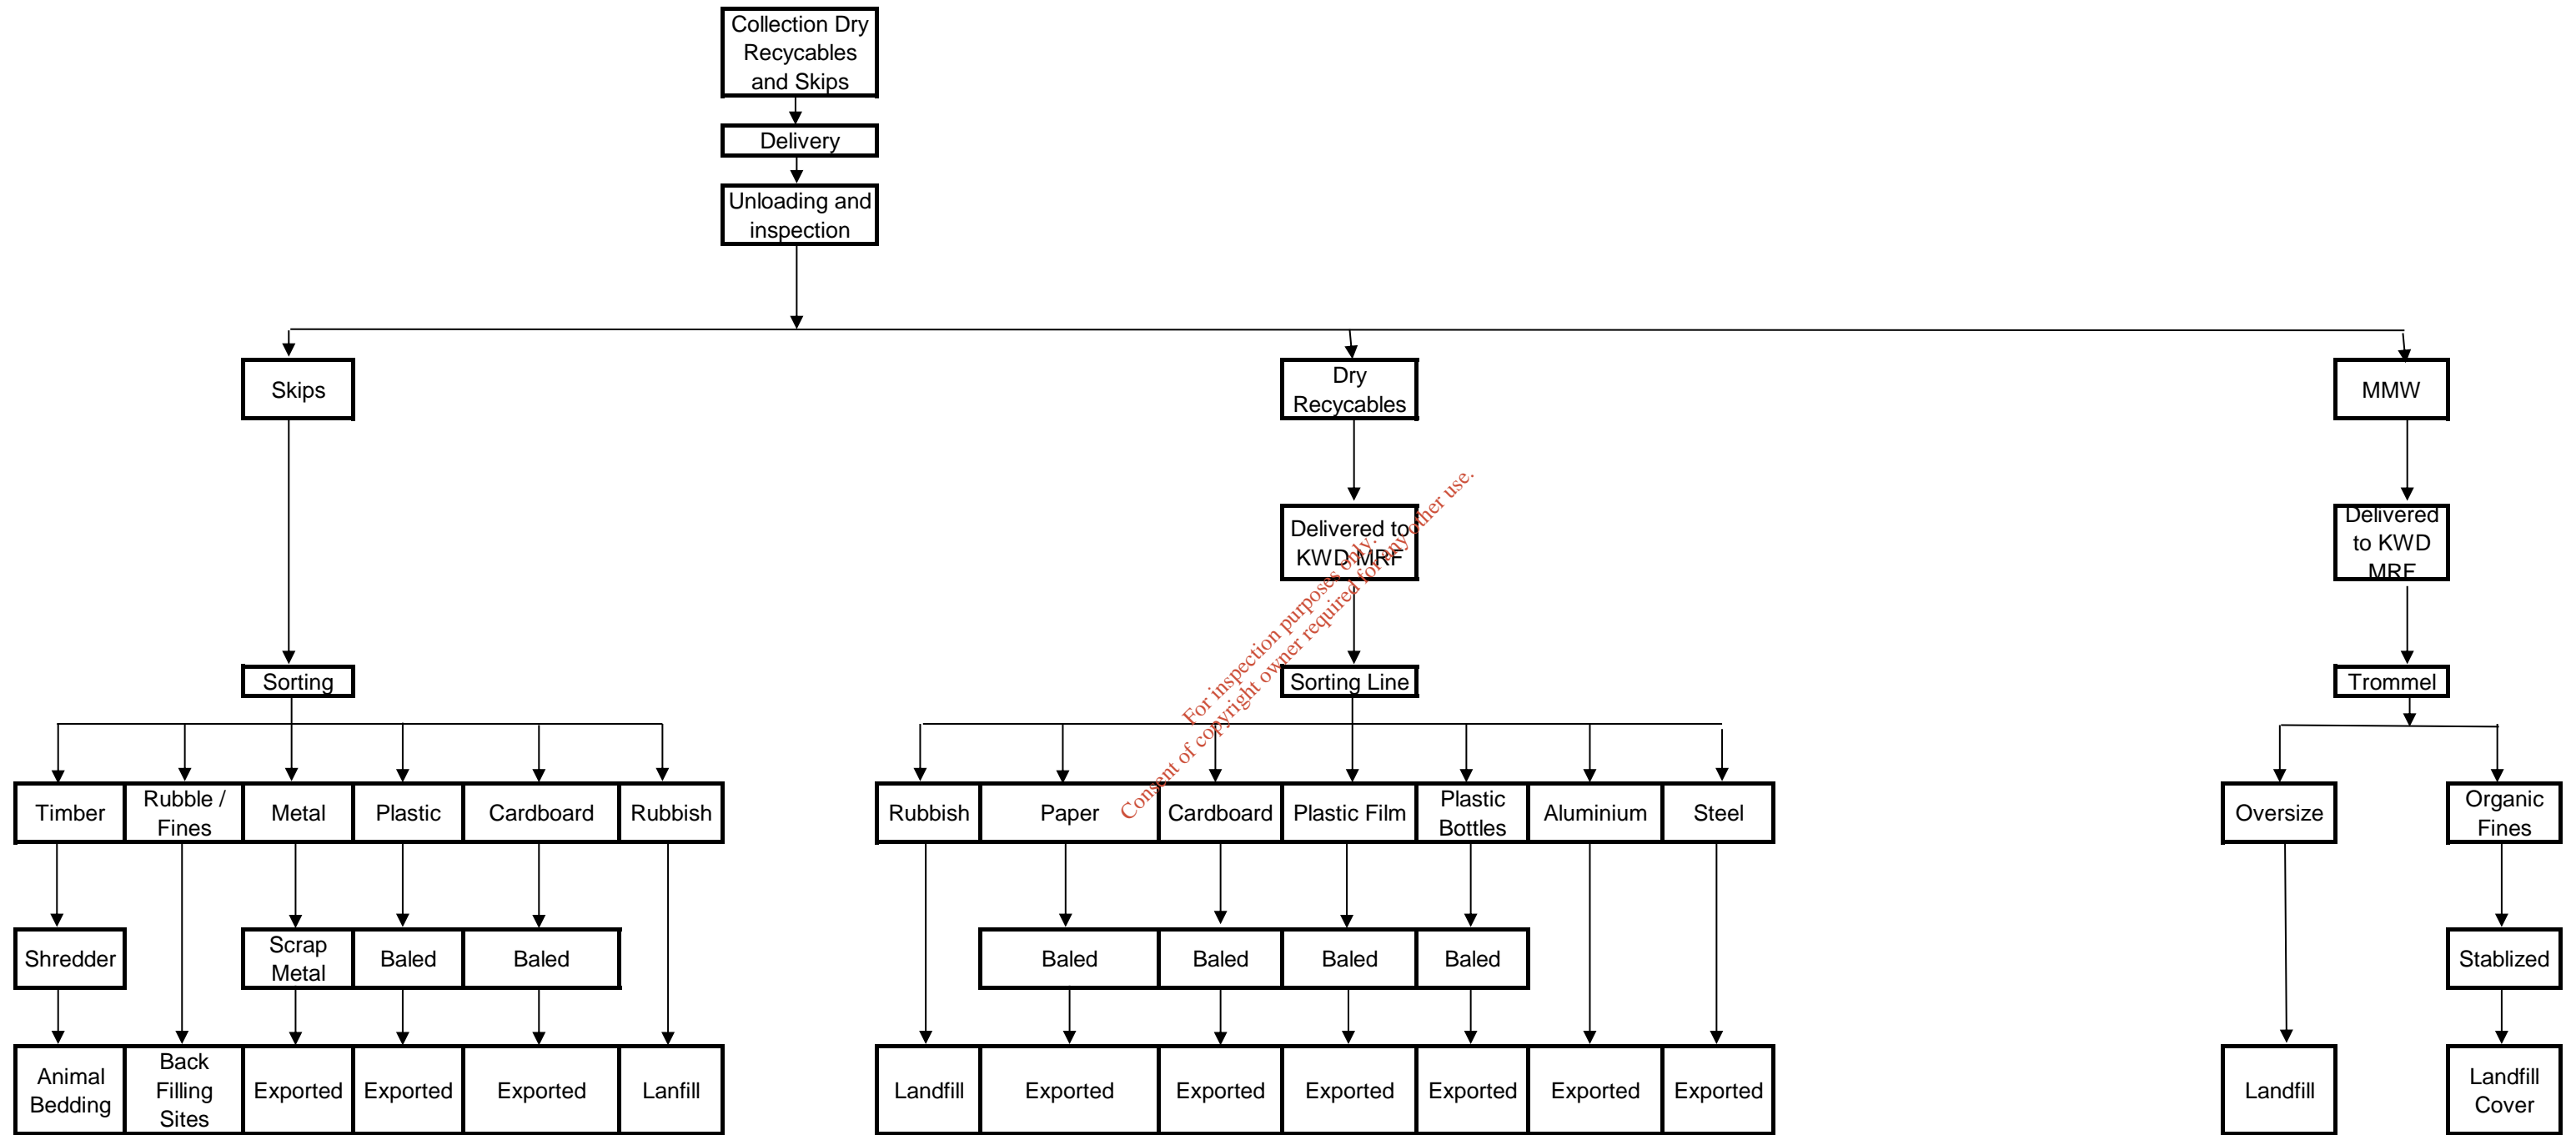 Collection Dry
Recycables
and Skips
Delivery
Unloading and
inspection
Skips
Dry
Recycables
MMW
Delivered to
KWD MRF
Delivered
to KWD
MRF
For inspection purposes only.
Consent of copyright owner required for any other use.
Sorting
Sorting Line
Trommel
Timber
Rubble /
Fines
Metal
Plastic
Cardboard
Rubbish
Rubbish
Paper
Cardboard
Plastic Film
Plastic
Bottles
Aluminium
Steel
Oversize
Organic
Fines
Shredder
Scrap
Metal
Baled
Baled
Baled
Baled
Baled
Baled
Stablized
Animal
Bedding
Back
Filling
Sites
Exported
Exported
Exported
Lanfill
Landfill
Exported
Exported
Exported
Exported
Exported
Exported
Landfill
Landfill
Cover